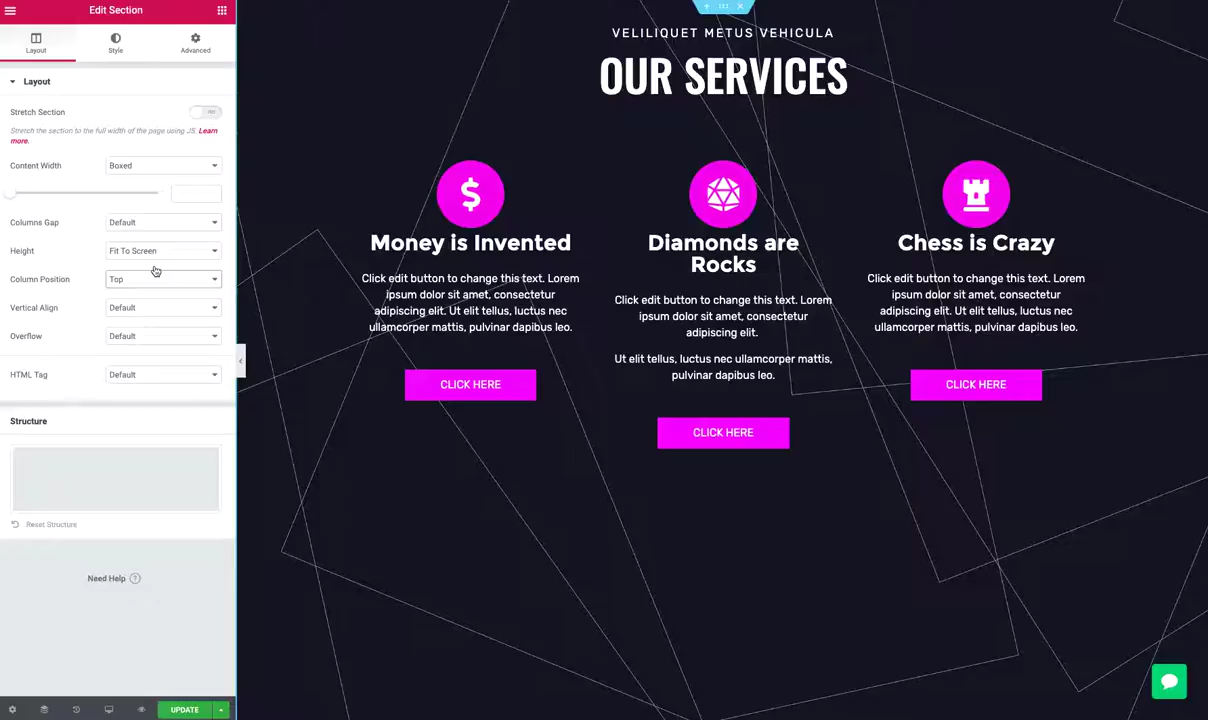 Edit Section
Layout
Style
Advanced
Layout
Stretch Section
NO
Stretch the section to the full width of the page using JS. Learn
more.
Content Width
Boxed
Columns Gap
Default
Height
Fit To Screen
Column Position
Top
Vertical Align
Default
Overflow
Default
HTML Tag
Default
Structure
Reset Structure
Need Help ?
UPDATE
VELILIQUET METUS VEHICULA
OUR SERVICES
Money is Invented
Click edit button to change this text. Lorem
ipsum dolor sit amet, consectetur
adipiscing elit. Ut elit tellus, luctus nec
ullamcorper mattis, pulvinar dapibus leo.
CLICK HERE
Diamonds are
Rocks
Click edit button to change this text. Lorem
ipsum dolor sit amet, consectetur
adipiscing elit.
Ut elit tellus, luctus nec ullamcorper mattis,
pulvinar dapibus leo.
CLICK HERE
Chess is Crazy
Click edit button to change this text. Lorem
ipsum dolor sit amet, consectetur
adipiscing elit. Ut elit tellus, luctus nec
ullamcorper mattis, pulvinar dapibus leo.
CLICK HERE